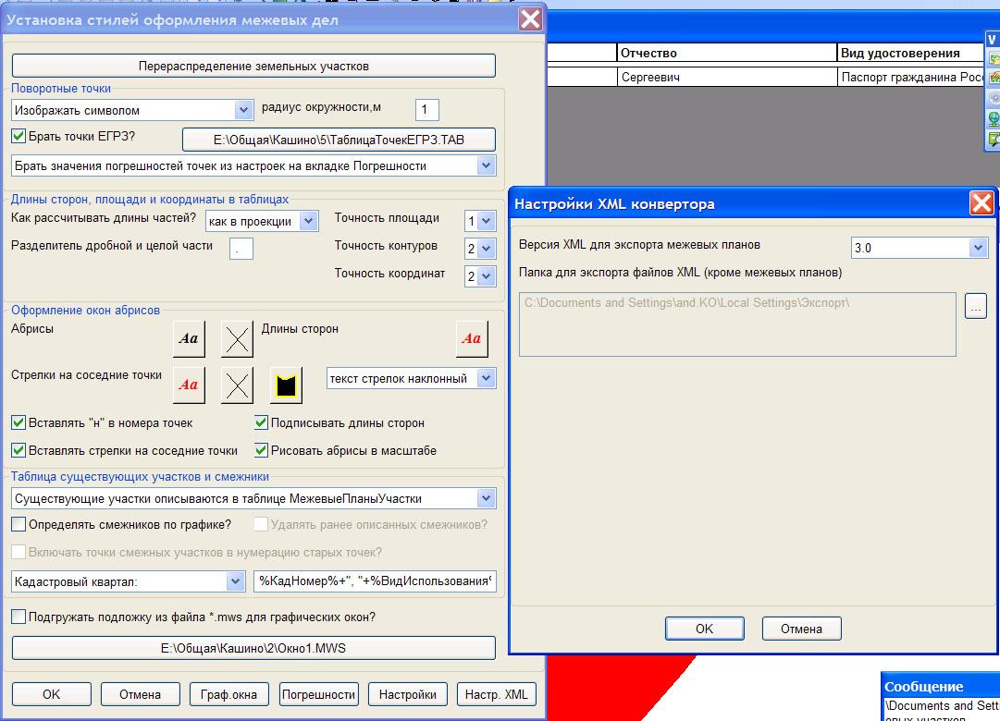 Установка стилей оформления межевых дел
Перераспределение земельных участков
Поворотные точки
Изображать символом
радиус окружности,м
1
Брать точки ЕГРЗ?
E:\Общая\Кашино\5\ТаблицаТочекЕГРЗ.TAB
Брать значения погрешностей точек из настроек на вкладке Погрешности
Длины сторон, площади и координаты в таблицах
Как рассчитывать длины частей?
как в проекции
Точность площади
1
Разделитель дробной и целой части
.
Точность контуров
2
Точность координат
2
Оформление окон абрисов
Абрисы
Aa
Длины сторон
Aa
Стрелки на соседние точки
Aa
текст стрелок наклонный
Вставлять "н" в номера точек
Подписывать длины сторон
Вставлять стрелки на соседние точки
Рисовать абрисы в масштабе
Таблица существующих участков и смежники
Существующие участки описываются в таблице МежевыеПланыУчастки
Определять смежников по графике?
Удалять ранее описанных смежников?
Включать точки смежных участков в нумерацию старых точек?
Кадастровый квартал:
%КадНомер%+", "+%ВидИспользования%
Подгружать подложку из файла *.mws для графических окон?
E:\Общая\Кашино\2\Окно1.MWS
OK
Отмена
Граф.окна
Погрешности
Настройки
Настр. XML
Отчество
Вид удостоверения
Сергеевич
Паспорт гражданина Росс
V
Настройки XML конвертора
Версия XML для экспорта межевых планов
3.0
Папка для экспорта файлов XML (кроме межевых планов)
C:\Documents and Settings\and.KO\Local Settings\Экспорт\
...
OK
Отмена
Сообщение
\Documents and Setti
евых участков